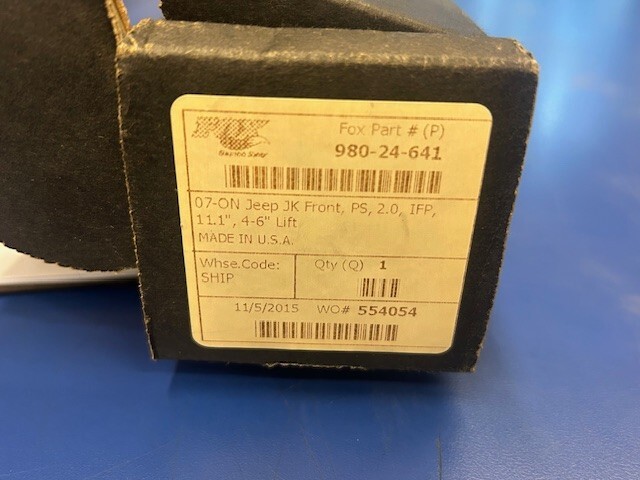 FOX
Fox Part # (P)
980-24-641
07-ON Jeep JK Front, PS, 2.0, IFP,
11.1", 4-6" Lift
MADE IN U.S.A.
Whse.Code:
SHIP
Qty (Q) 1
11/5/2015 WO# 554054